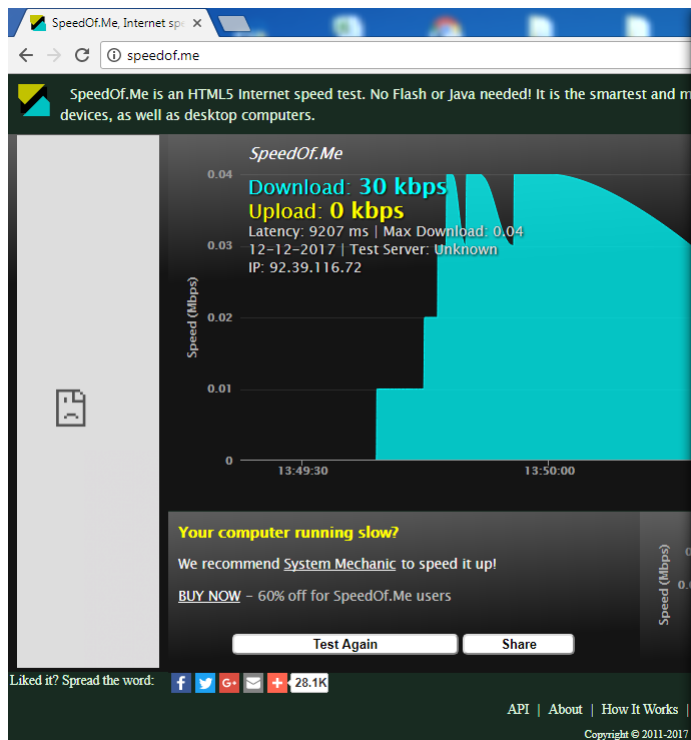 SpeedOf.Me, Internet spe
speedof.me
SpeedOf.Me is an HTML5 Internet speed test. No Flash or Java needed! It is the smartest and m
devices, as well as desktop computers.
SpeedOf.Me
Download: 30 kbps
Upload: 0 kbps
Latency: 9207 ms | Max Download: 0.04
12-12-2017 | Test Server: Unknown
IP: 92.39.116.72
Speed (Mbps)
0.04
0.03
0.02
0.01
0
13:49:30
13:50:00
Your computer running slow?
We recommend System Mechanic to speed it up!
BUY NOW - 60% off for SpeedOf.Me users
Test Again
Share
Speed (Mbps)
0
0.0
Liked it? Spread the word:
28.1K
API | About | How It Works |
Copyright © 2011-2017